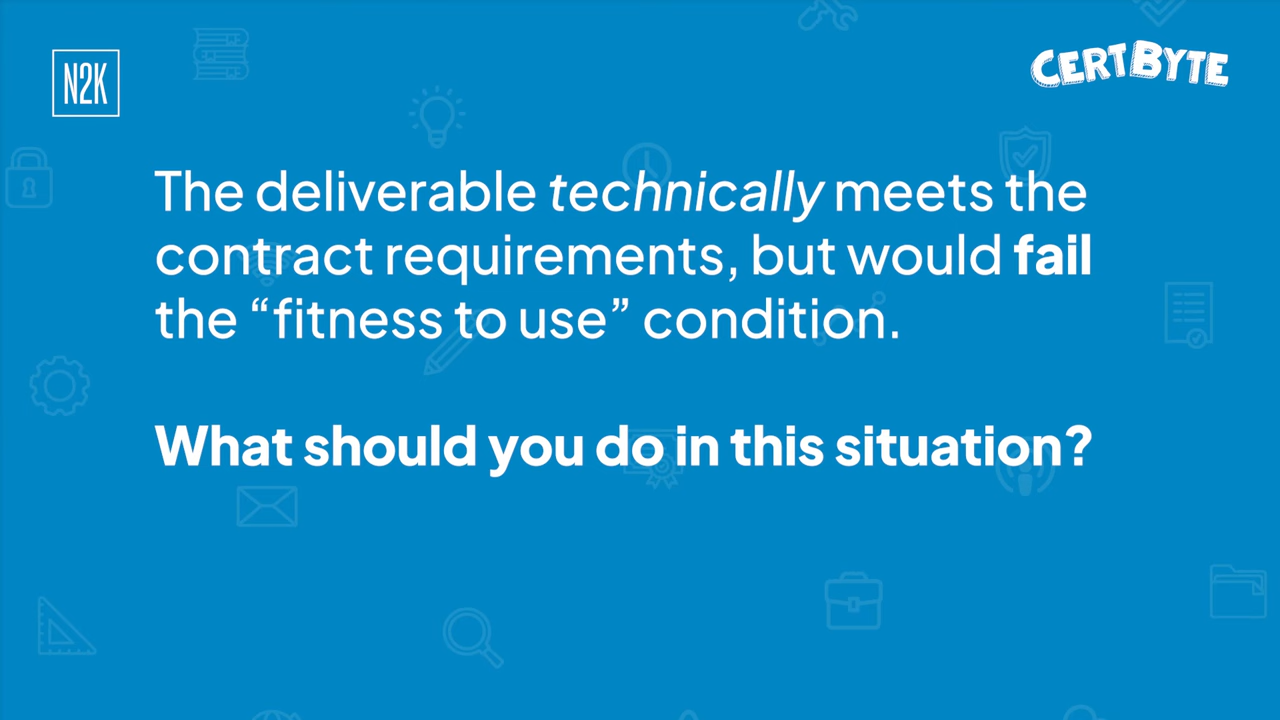 N2K
CERTBYTE
The deliverable technically meets the
contract requirements, but would fail
the “fitness to use” condition.
What should you do in this situation?